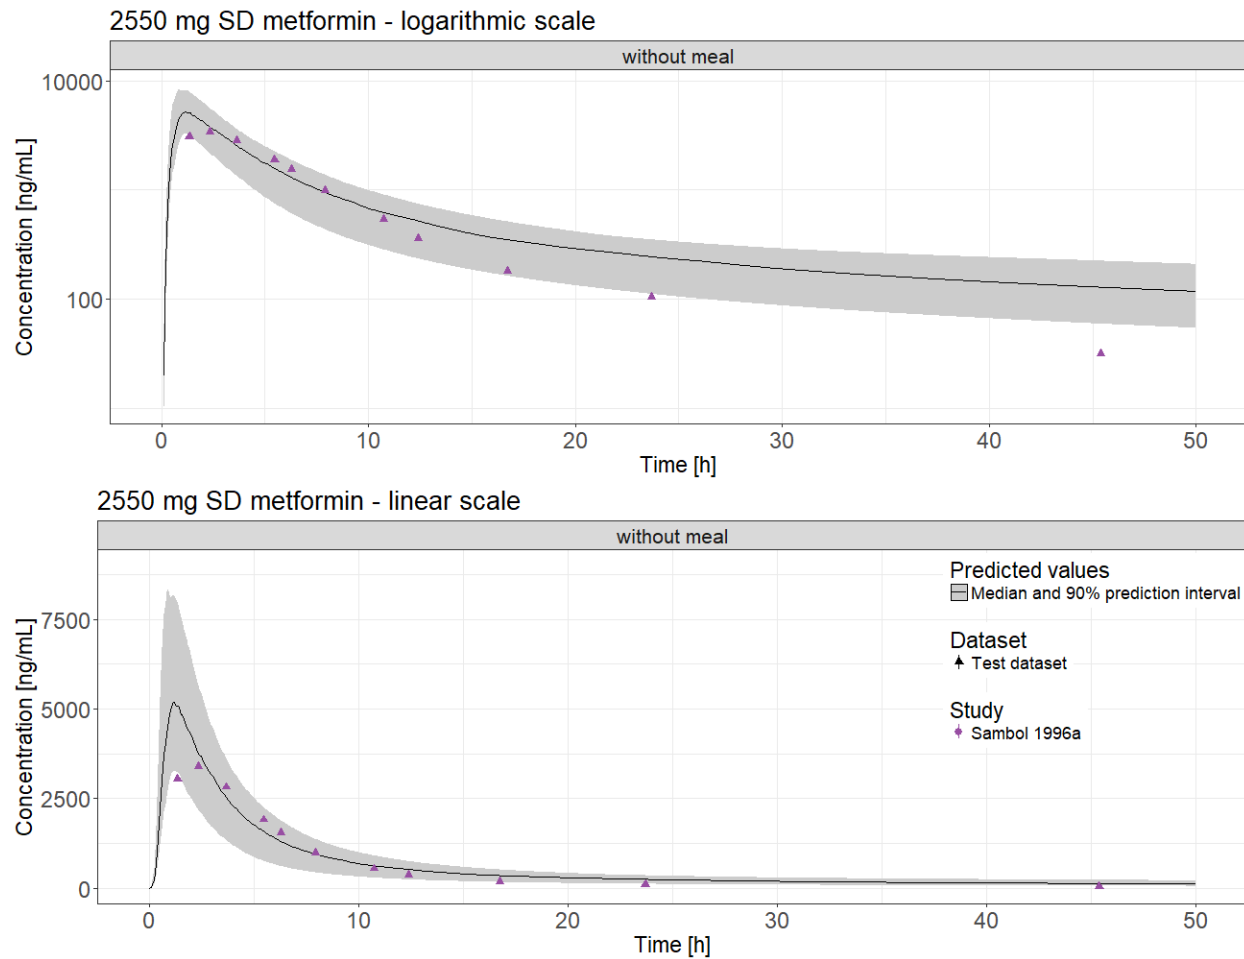 2550 mg SD metformin - logarithmic scale
without meal
Concentration [ng/mL]
10000
100
0 10 20 30 40 50
Time [h]
2550 mg SD metformin - linear scale
without meal
Concentration [ng/mL]
7500
5000
2500
0
0 10 20 30 40 50
Time [h]
Predicted values
Median and 90% prediction interval
Dataset
Test dataset
Study
Sambol 1996a